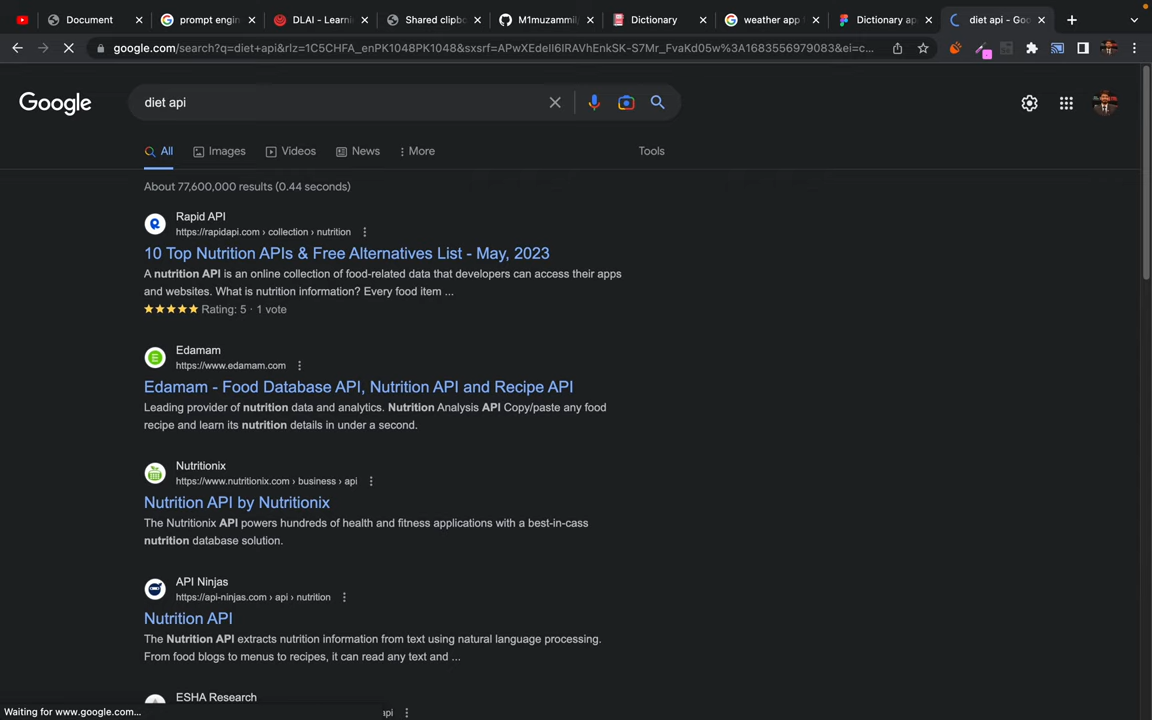 Document
prompt engin
DLAI - Learnin
Shared clipbo
M1muzammil/
Dictionary
weather app l
Dictionary ap
diet api - Goo
google.com/search?q=diet+api&rlz=1C5CHFA_enPK1048PK1048&sxsrf=APwXEdeIl6IRAVhEnkSK-S7Mr_FvaKd05w%3A1683556979083&ei=c...
Google
diet api
All
Images
Videos
News
More
Tools
About 77,600,000 results (0.44 seconds)
Rapid API
https://rapidapi.com › collection › nutrition
10 Top Nutrition APIs & Free Alternatives List - May, 2023
A nutrition API is an online collection of food-related data that developers can access their apps
and websites. What is nutrition information? Every food item ...
Rating: 5 · 1 vote
Edamam
https://www.edamam.com
Edamam - Food Database API, Nutrition API and Recipe API
Leading provider of nutrition data and analytics. Nutrition Analysis API Copy/paste any food
recipe and learn its nutrition details in under a second.
Nutritionix
https://www.nutritionix.com › business › api
Nutrition API by Nutritionix
The Nutritionix API powers hundreds of health and fitness applications with a best-in-cass
nutrition database solution.
API Ninjas
https://api-ninjas.com › api › nutrition
Nutrition API
The Nutrition API extracts nutrition information from text using natural language processing.
From food blogs to menus to recipes, it can read any text and ...
ESHA Research
Waiting for www.google.com...
api